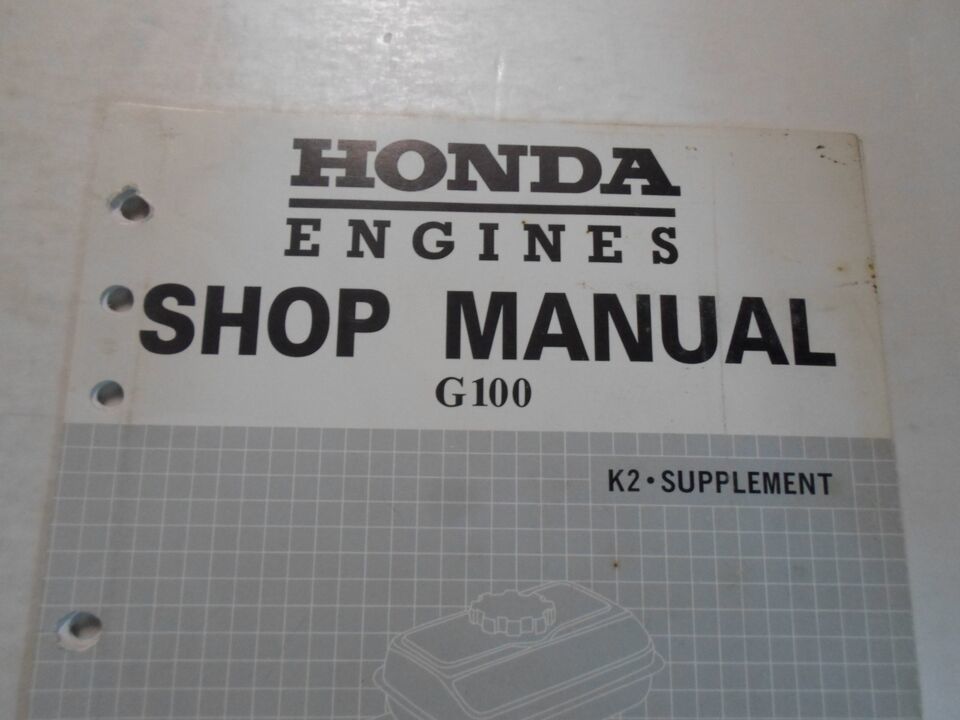 HONDA
ENGINES
SHOP MANUAL
G100
K2•SUPPLEMENT